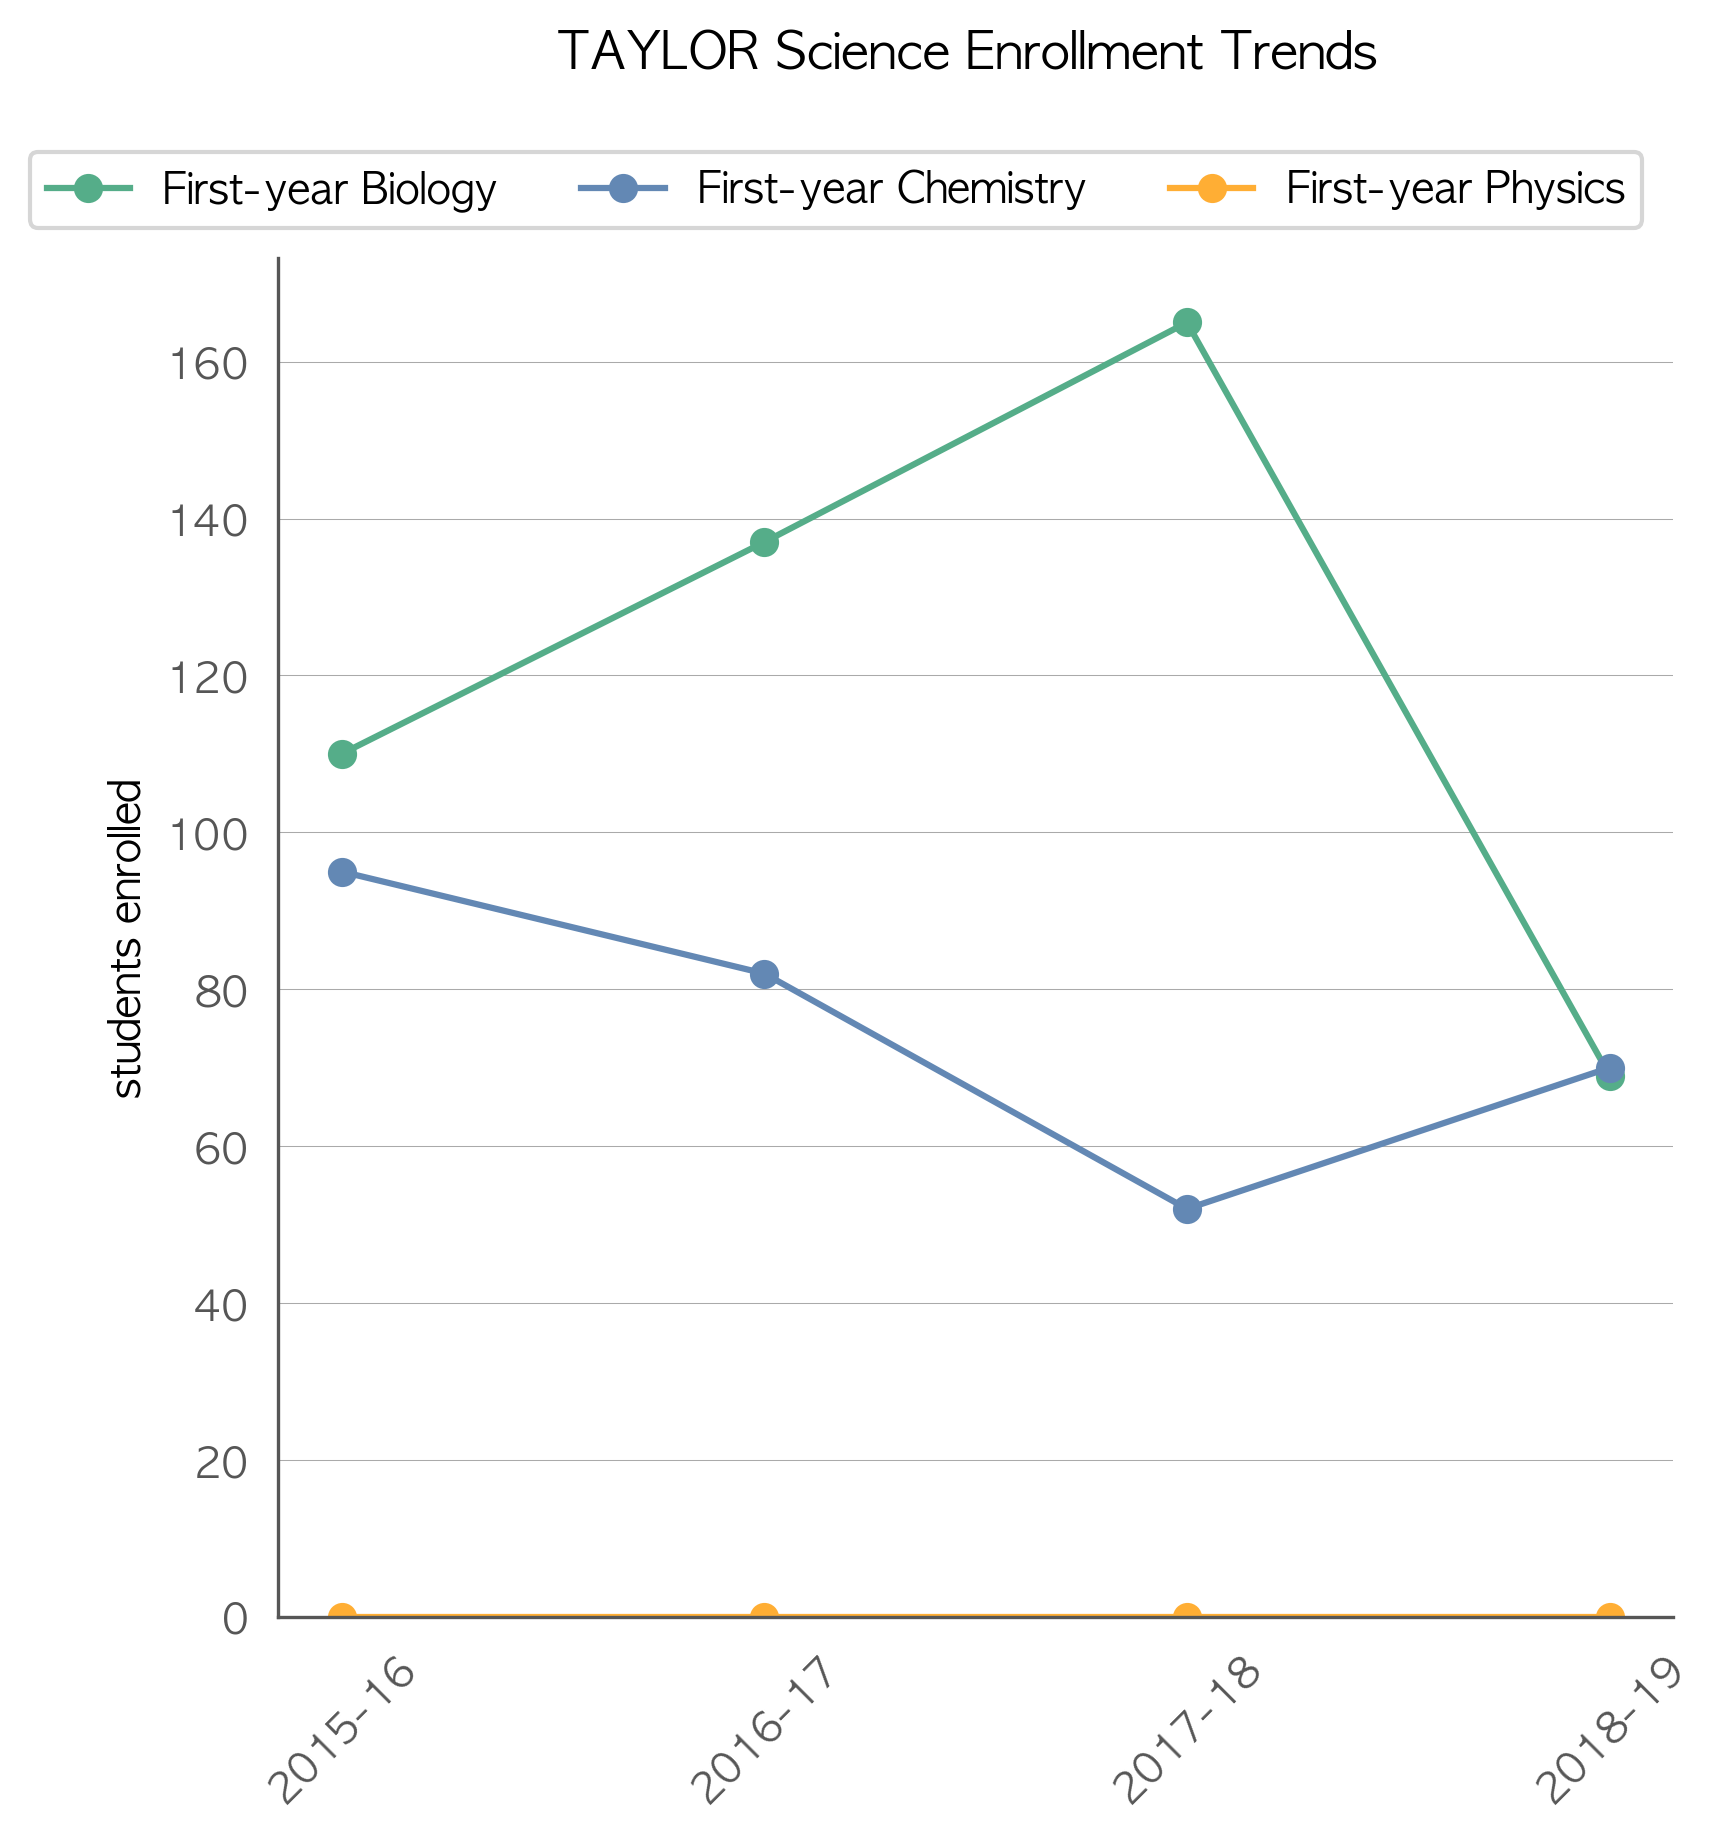 TAYLOR Science Enrollment Trends
First-year Biology First-year Chemistry First-year Physics
160
140
120
100
80
60
40
20
0
students enrolled
2015-16 2016-17 2017-18 2018-19